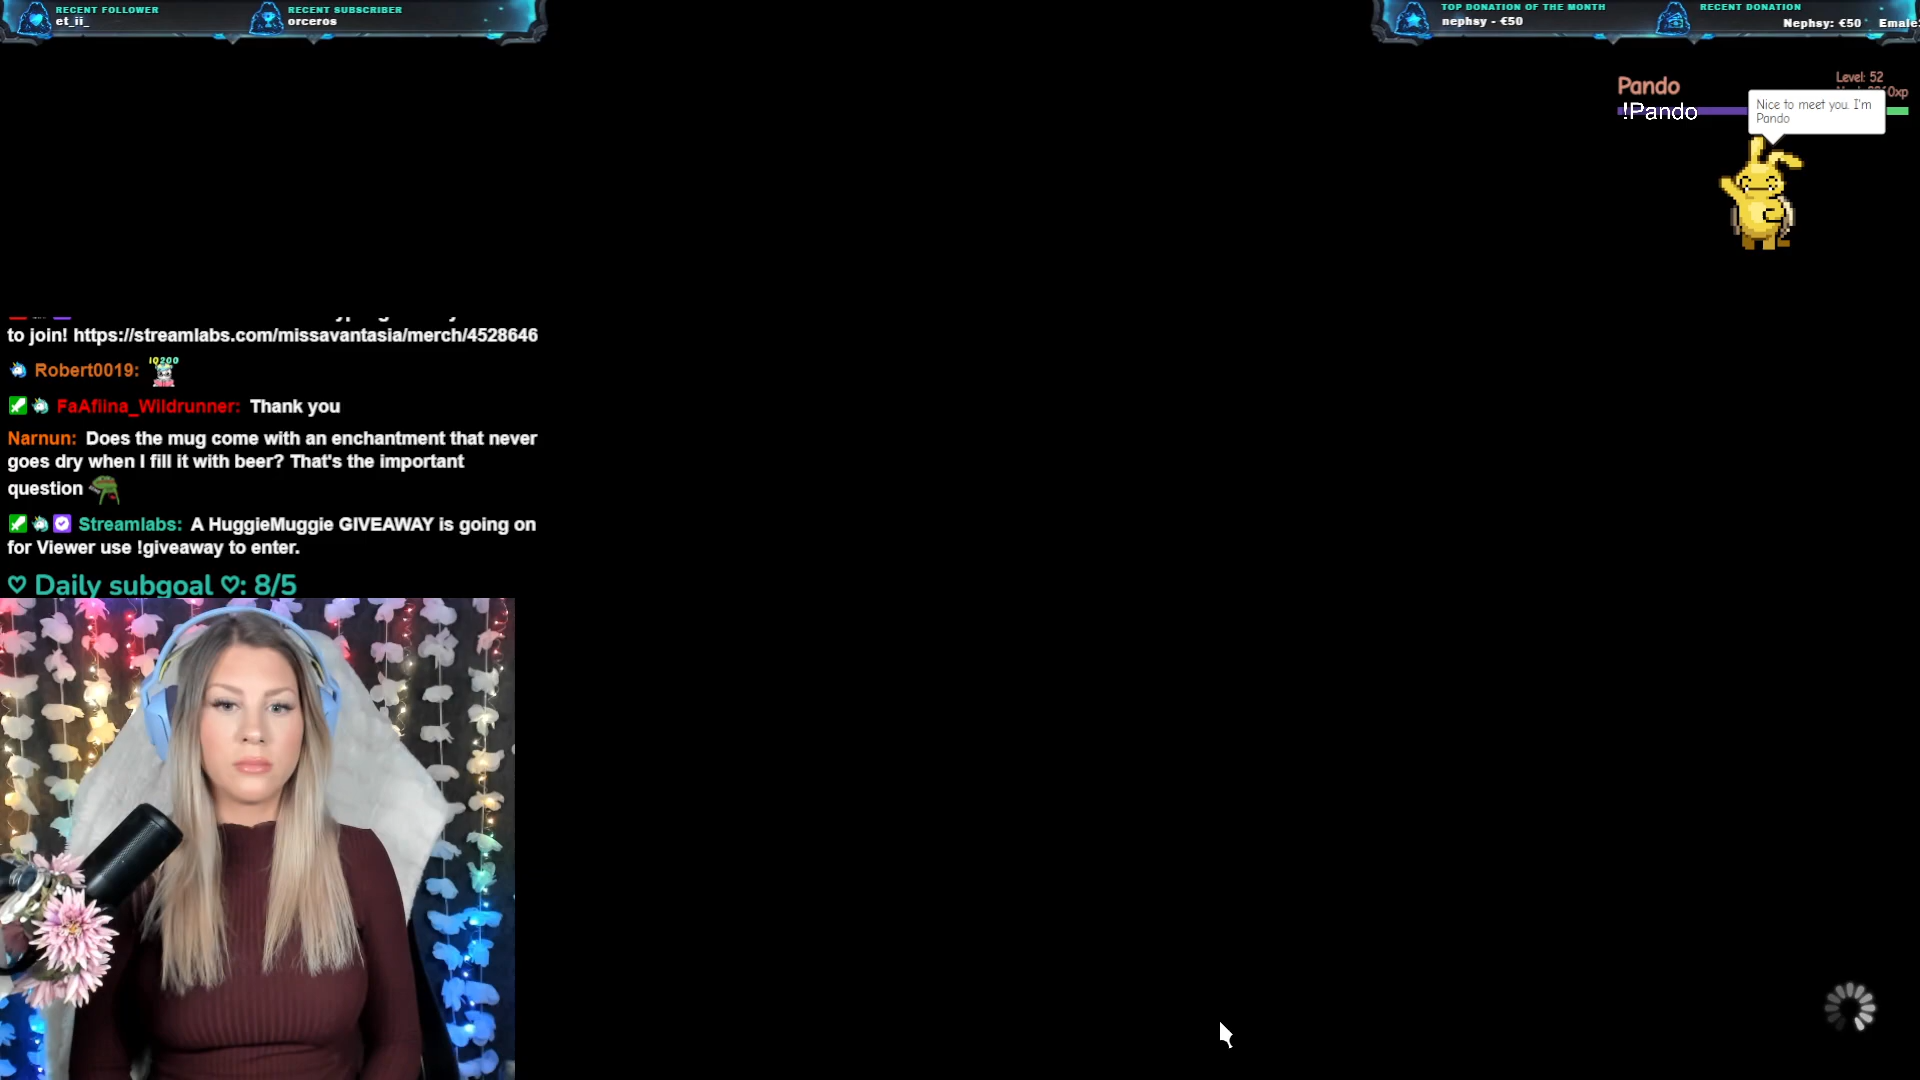 RECENT FOLLOWER
et_ii_
RECENT SUBSCRIBER
orceros
TOP DONATION OF THE MONTH
nephsy - €50
RECENT DONATION
Nephsy: €50
Pando
Level: 52
0xp
!Pando
Nice to meet you. I'm
Pando
to join! https://streamlabs.com/missavantasia/merch/4528646
Robert0019:
FaAfiina_Wildrunner: Thank you
Narnun: Does the mug come with an enchantment that never
goes dry when I fill it with beer? That's the important
question
Streamlabs: A HuggieMuggie GIVEAWAY is going on
for Viewer use !giveaway to enter.
♡ Daily subgoal ♡: 8/5